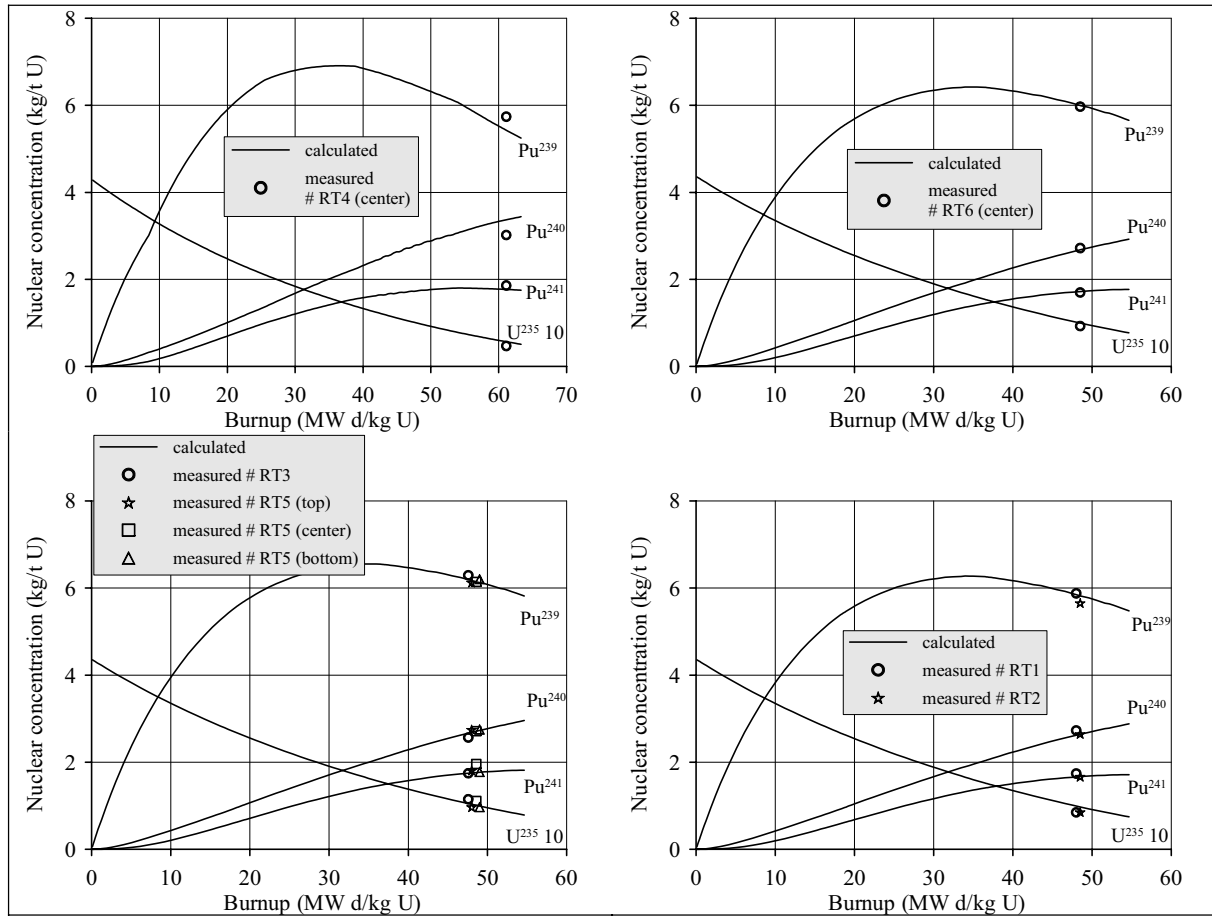 Nuclear concentration (kg/t U)
8
6
4
2
0
calculated
measured
# RT4 (center)
Pu²³⁹
Pu²⁴⁰
Pu²⁴¹
U²³⁵ 10
0 10 20 30 40 50 60 70
Burnup (MW d/kg U)
Nuclear concentration (kg/t U)
8
6
4
2
0
calculated
measured
# RT6 (center)
Pu²³⁹
Pu²⁴⁰
Pu²⁴¹
U²³⁵ 10
0 10 20 30 40 50 60
Burnup (MW d/kg U)
calculated
measured # RT3
measured # RT5 (top)
measured # RT5 (center)
measured # RT5 (bottom)
Nuclear concentration (kg/t U)
8
6
4
2
0
Pu²³⁹
Pu²⁴⁰
Pu²⁴¹
U²³⁵ 10
0 10 20 30 40 50 60
Burnup (MW d/kg U)
Nuclear concentration (kg/t U)
8
6
4
2
0
calculated
measured # RT1
measured # RT2
Pu²³⁹
Pu²⁴⁰
Pu²⁴¹
U²³⁵ 10
0 10 20 30 40 50 60
Burnup (MW d/kg U)